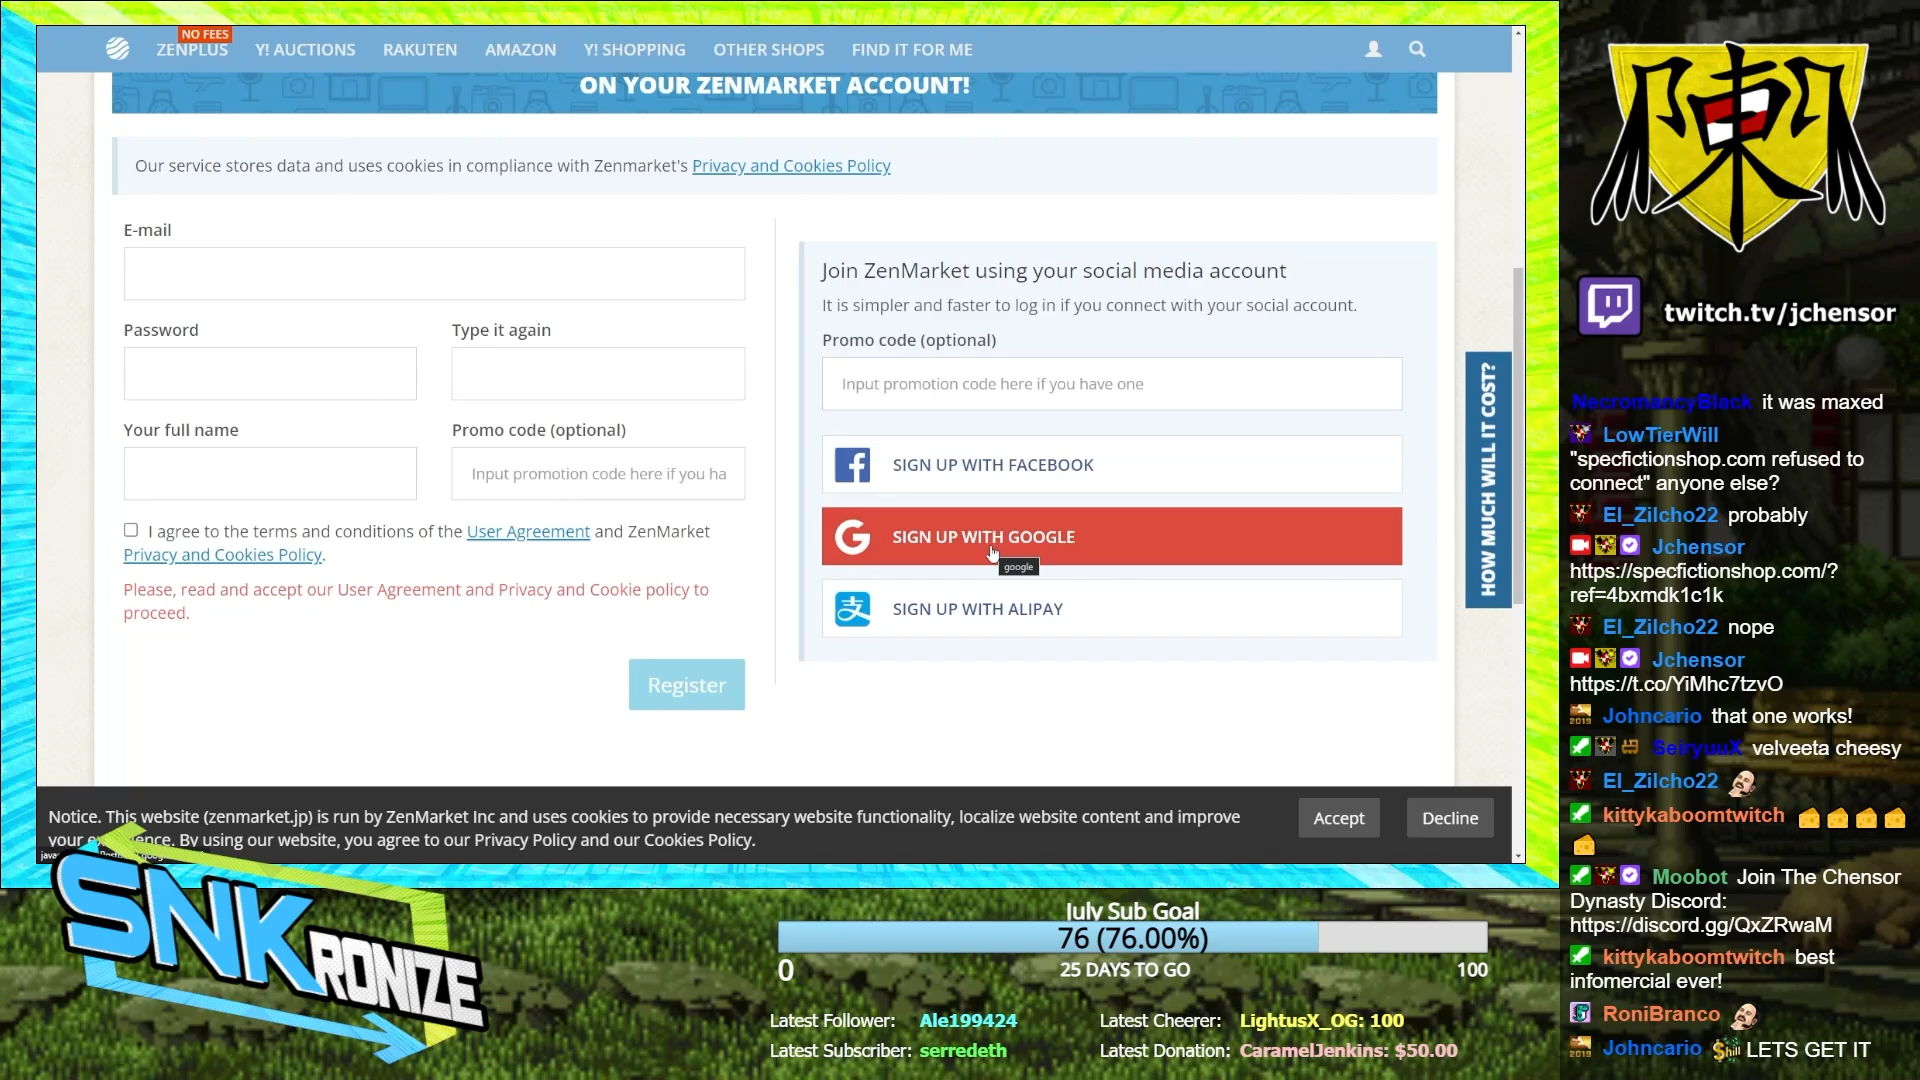 NO FEES
ZENPLUS Y! AUCTIONS RAKUTEN AMAZON Y! SHOPPING OTHER SHOPS FIND IT FOR ME
ON YOUR ZENMARKET ACCOUNT!
Our service stores data and uses cookies in compliance with Zenmarket's Privacy and Cookies Policy
E-mail
Password Type it again
Your full name Promo code (optional)
Input promotion code here if you ha
I agree to the terms and conditions of the User Agreement and ZenMarket
Privacy and Cookies Policy.
Please, read and accept our User Agreement and Privacy and Cookie policy to
proceed.
Register
Join ZenMarket using your social media account
It is simpler and faster to log in if you connect with your social account.
Promo code (optional)
Input promotion code here if you have one
SIGN UP WITH FACEBOOK
SIGN UP WITH GOOGLE
google
支
SIGN UP WITH ALIPAY
HOW MUCH WILL IT COST?
Notice. This website (zenmarket.jp) is run by ZenMarket Inc and uses cookies to provide necessary website functionality, localize website content and improve
your By using our website, you agree to our Privacy Policy and our Cookies Policy.
Accept Decline
SNKRONIZE
July Sub Goal
76 (76.00%)
0 25 DAYS TO GO 100
Latest Follower: Ale199424 Latest Cheerer: LightusX_OG: 100
Latest Subscriber: serredeth Latest Donation: CaramelJenkins: $50.00
陳
twitch.tv/jchensor
NecromancyBlack it was maxed
LowTierWill
"specfictionshop.com refused to
connect" anyone else?
El_Zilcho22 probably
Jchensor
https://specfictionshop.com/?
ref=4bxmdk1c1k
El_Zilcho22 nope
Jchensor
https://t.co/YiMhc7tzvO
Johncario that one works!
SeiryuuX velveeta cheesy
El_Zilcho22
kittykaboomtwitch
Moobot Join The Chensor
Dynasty Discord:
https://discord.gg/QxZRwaM
kittykaboomtwitch best
infomercial ever!
RoniBranco
Johncario $hill LETS GET IT